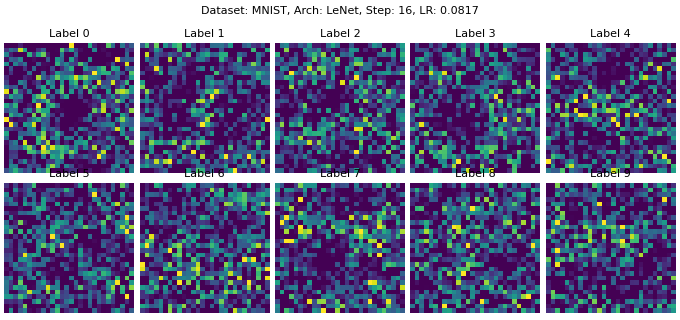 Dataset: MNIST, Arch: LeNet, Step: 16, LR: 0.0817
Label 0 Label 1 Label 2 Label 3 Label 4
Label 5 Label 6 Label 7 Label 8 Label 9